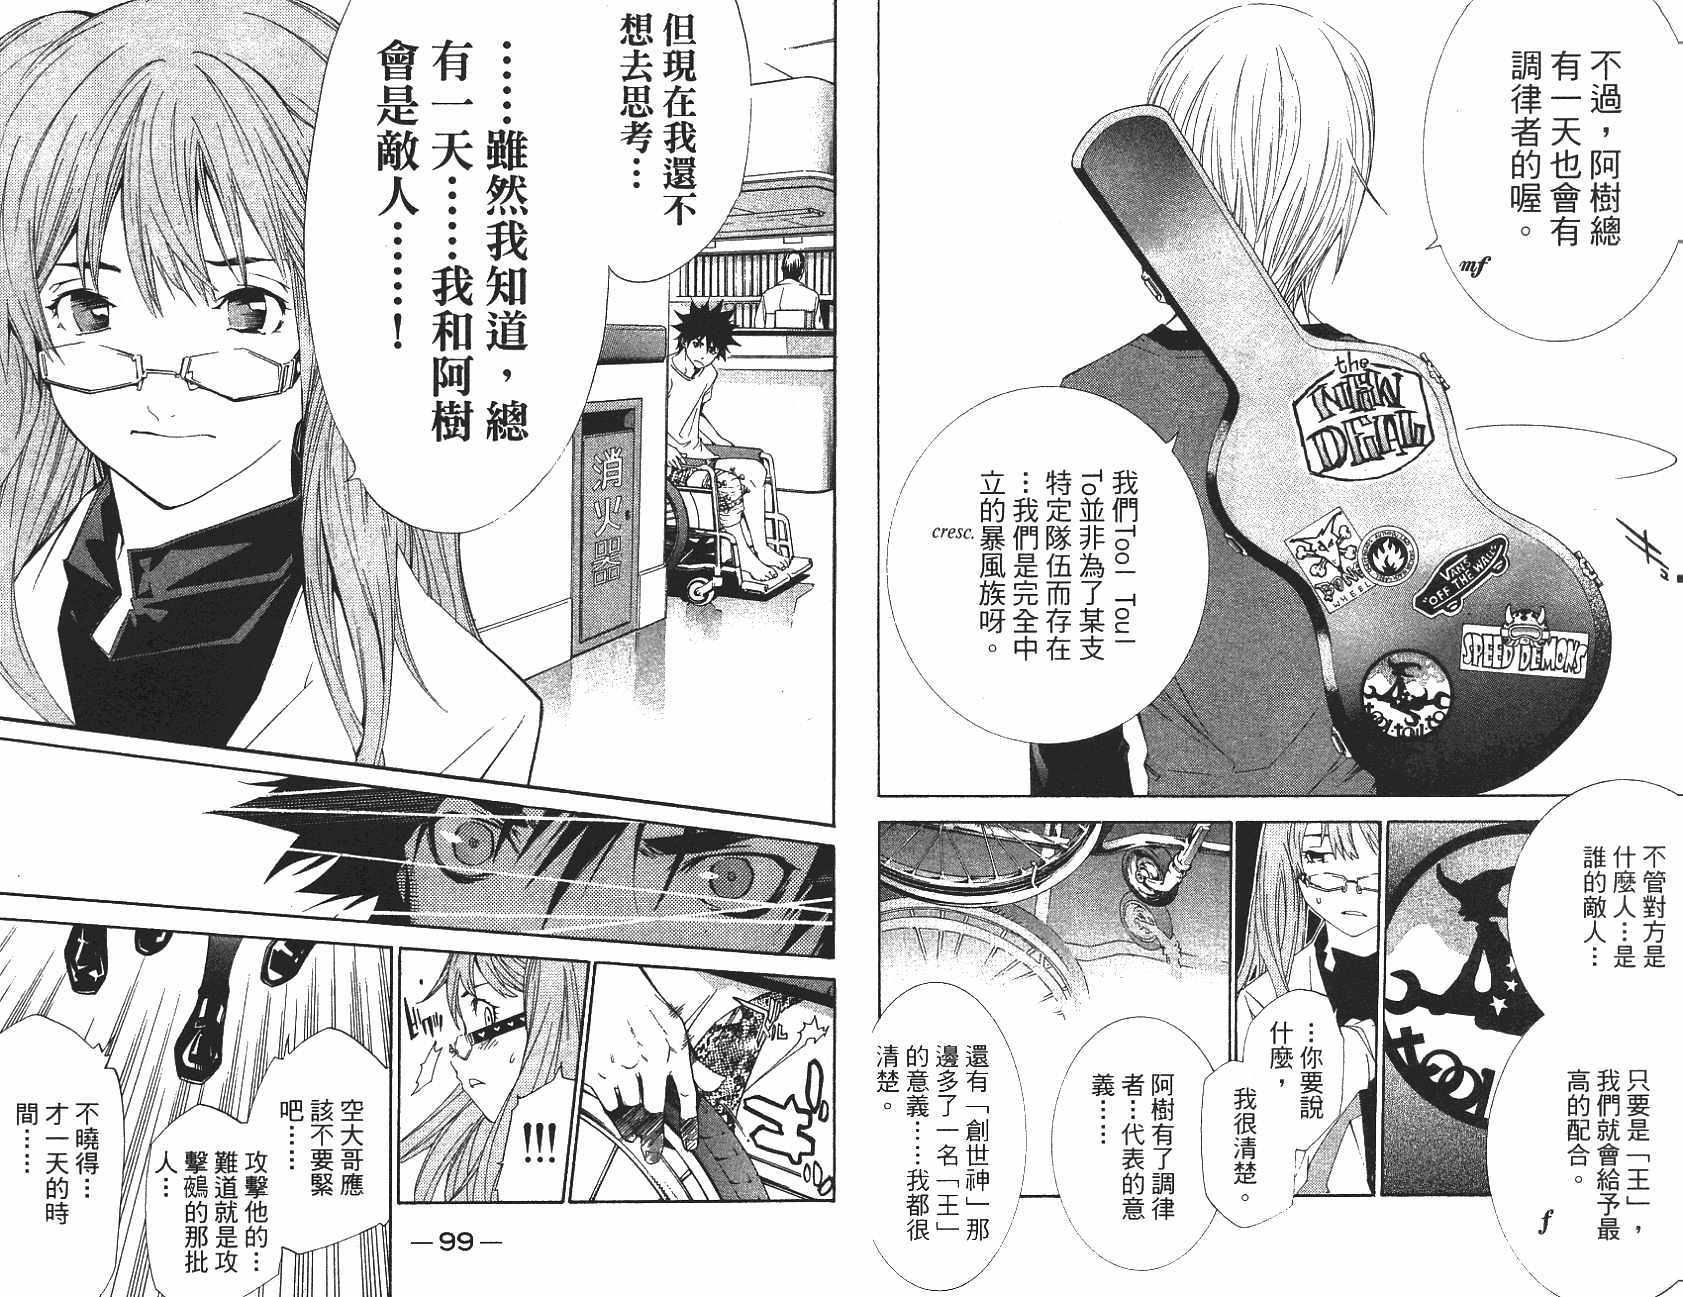 不過，阿樹總
有一天也會有
調律者的喔。
mf
我們Tool Toul
To並非為了某支
特定隊伍而存在
…我們是完全中
立的暴風族呀。
cresc.
the
NEW
DEAL
PONG
WHEELS
VANS
"OFF THE WALL"
SPEED DEMONS
不管對方是
什麼人…是
誰的敵人…
只要是「王」，
我們就會給予最
高的配合。
f
…你要說
什麼，
我很清楚。
阿樹有了調律
者…代表的意
義……
還有「創世神」那
邊多了一名「王」
的意義……我都很
清楚。
但現在我還不
想去思考…
……雖然我知道，總
有一天……我和阿樹
會是敵人……！
消火器
!!!
空大哥應
該不要緊
吧……
攻擊他的…
難道就是攻
擊鵺的那批
人…
不曉得…
才一天的時
間……
—99—